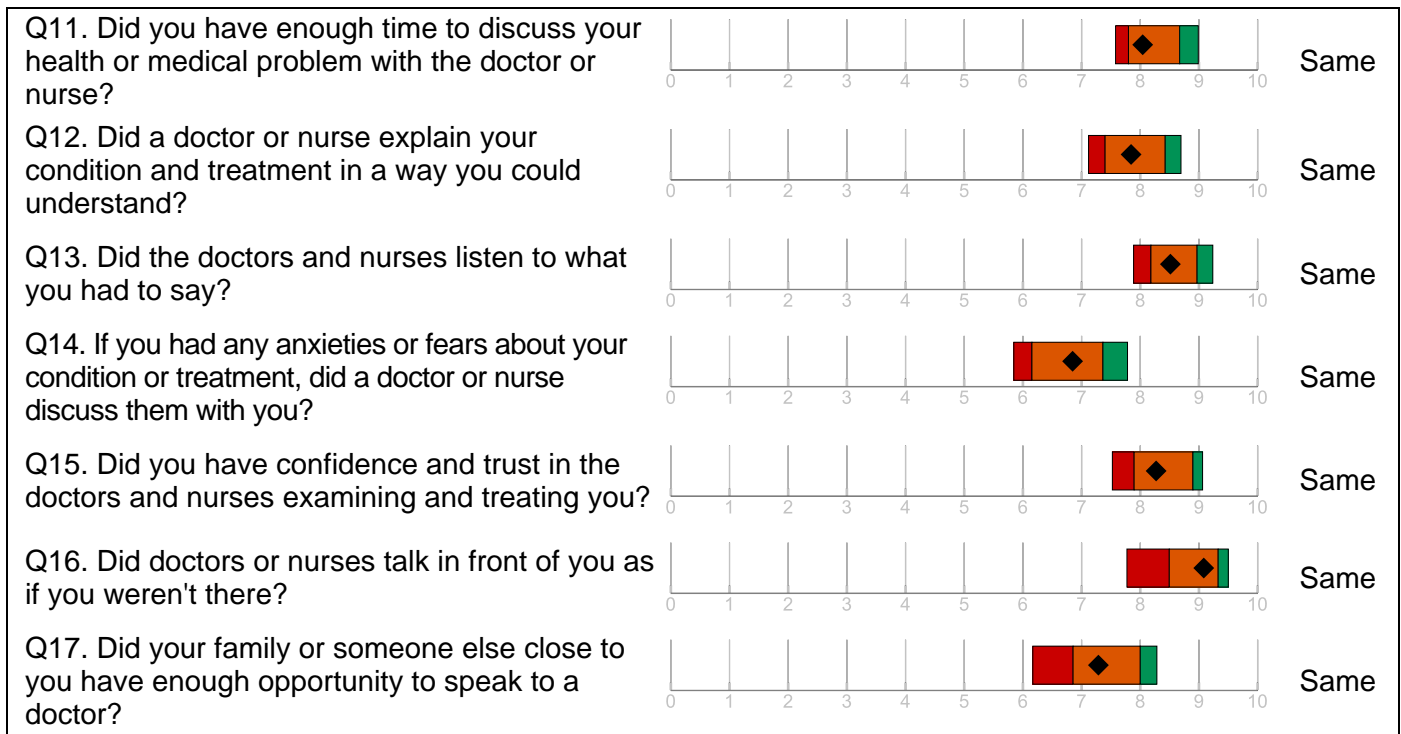 Q11. Did you have enough time to discuss your
health or medical problem with the doctor or
nurse?
0 1 2 3 4 5 6 7 8 9 10
Same
Q12. Did a doctor or nurse explain your
condition and treatment in a way you could
understand?
0 1 2 3 4 5 6 7 8 9 10
Same
Q13. Did the doctors and nurses listen to what
you had to say?
0 1 2 3 4 5 6 7 8 9 10
Same
Q14. If you had any anxieties or fears about your
condition or treatment, did a doctor or nurse
discuss them with you?
0 1 2 3 4 5 6 7 8 9 10
Same
Q15. Did you have confidence and trust in the
doctors and nurses examining and treating you?
0 1 2 3 4 5 6 7 8 9 10
Same
Q16. Did doctors or nurses talk in front of you as
if you weren't there?
0 1 2 3 4 5 6 7 8 9 10
Same
Q17. Did your family or someone else close to
you have enough opportunity to speak to a
doctor?
0 1 2 3 4 5 6 7 8 9 10
Same